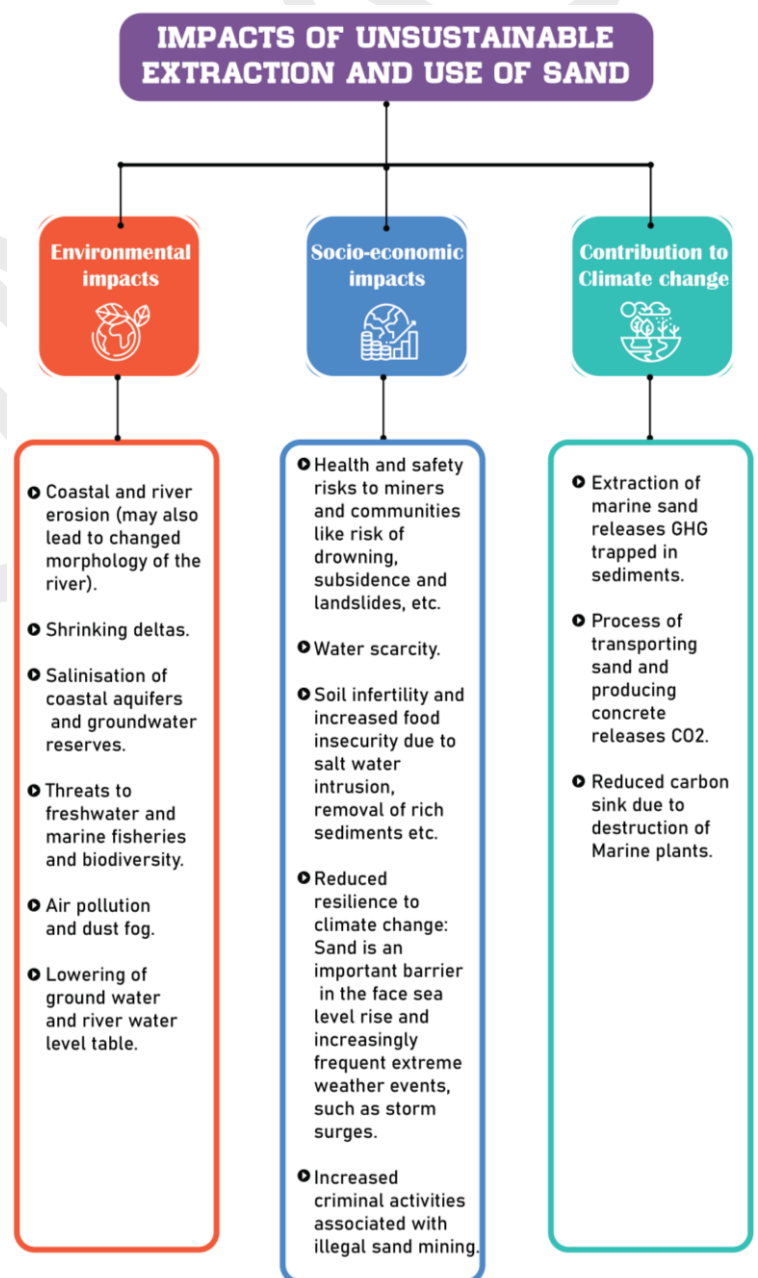 IMPACTS OF UNSUSTAINABLE
EXTRACTION AND USE OF SAND
Environmental
impacts
Socio-economic
impacts
Contribution to
Climate change
Coastal and river
erosion (may also
lead to changed
morphology of the
river).
Shrinking deltas.
Salinisation of
coastal aquifers
and groundwater
reserves.
Threats to
freshwater and
marine fisheries
and biodiversity.
Air pollution
and dust fog.
Lowering of
ground water
and river water
level table.
Health and safety
risks to miners
and communities
like risk of
drowning,
subsidence and
landslides, etc.
Water scarcity.
Soil infertility and
increased food
insecurity due to
salt water
intrusion,
removal of rich
sediments etc.
Reduced
resilience to
climate change:
Sand is an
important barrier
in the face sea
level rise and
increasingly
frequent extreme
weather events,
such as storm
surges.
Increased
criminal activities
associated with
illegal sand mining.
Extraction of
marine sand
releases GHG
trapped in
sediments.
Process of
transporting
sand and
producing
concrete
releases CO2.
Reduced carbon
sink due to
destruction of
Marine plants.